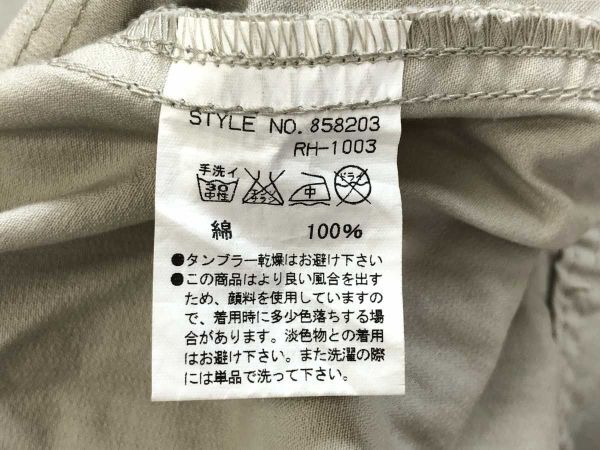 STYLE NO. 858203
RH-1003
手洗イ
中性
中
ドライ
綿 100%
●タンブラー乾燥はお避け下さい
●この商品はより良い風合を出す
ため、顔料を使用していますの
で、着用時に多少色落ちする場
合があります。淡色物との着用
はお避け下さい。また洗濯の際
には単品で洗って下さい。